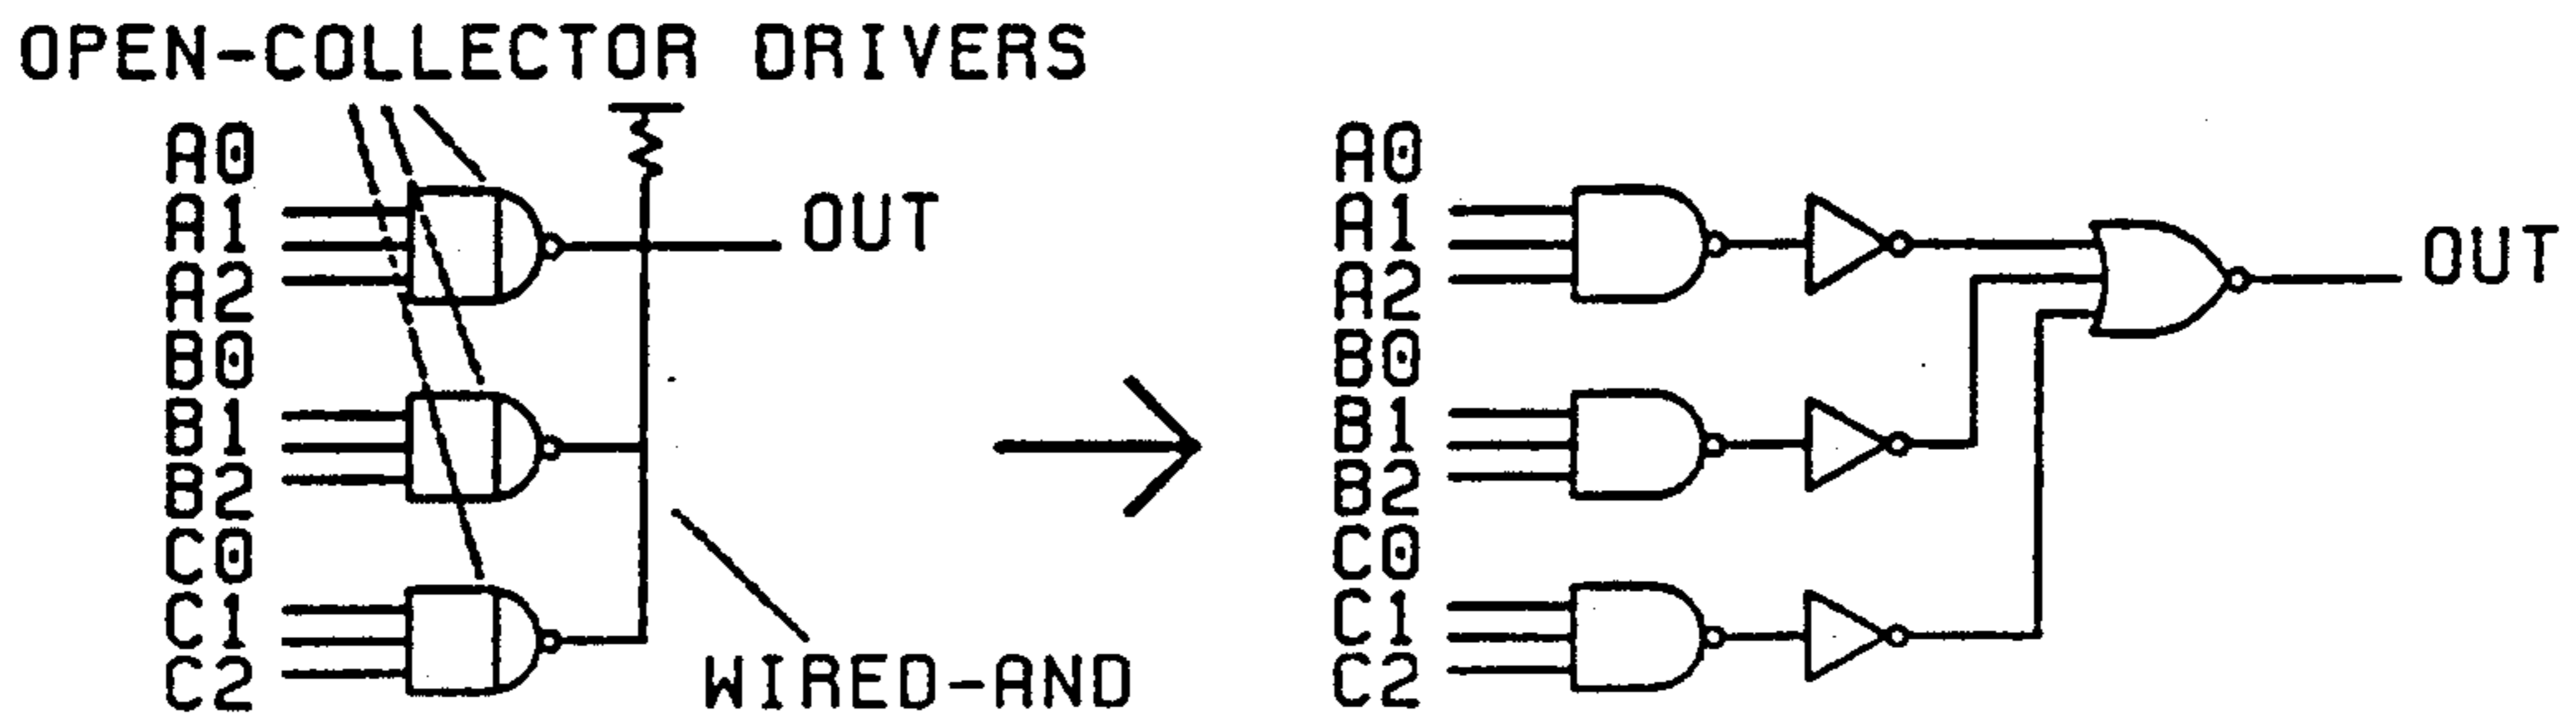 OPEN-COLLECTOR DRIVERS
A0
A1
A2
B0
B1
B2
C0
C1
C2
OUT
WIRED-AND
A0
A1
A2
B0
B1
B2
C0
C1
C2
OUT